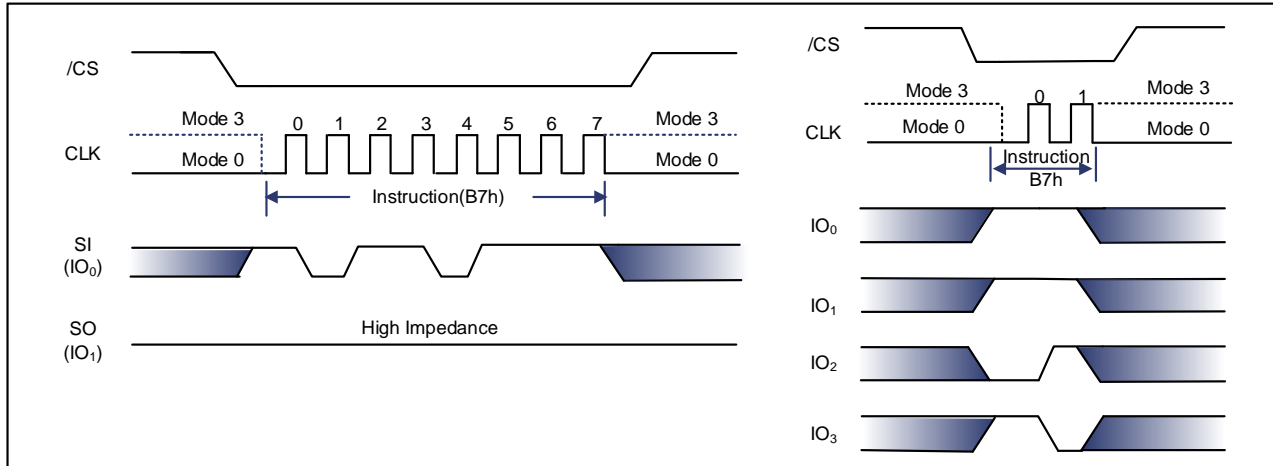 /CS
Mode 3 0 1 2 3 4 5 6 7 Mode 3
CLK Mode 0 Mode 0
Instruction(B7h)
SI
(IO0)
SO High Impedance
(IO1)
/CS
Mode 3 0 1 Mode 3
CLK Mode 0 Mode 0
Instruction
B7h
IO0
IO1
IO2
IO3